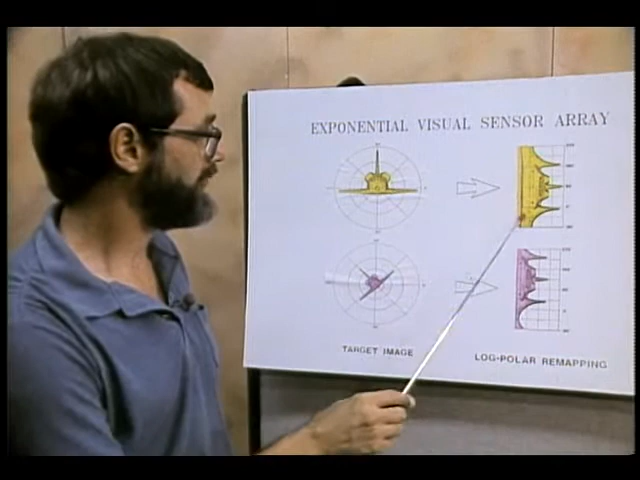 EXPONENTIAL VISUAL SENSOR ARRAY
TARGET IMAGE
LOG-POLAR REMAPPING